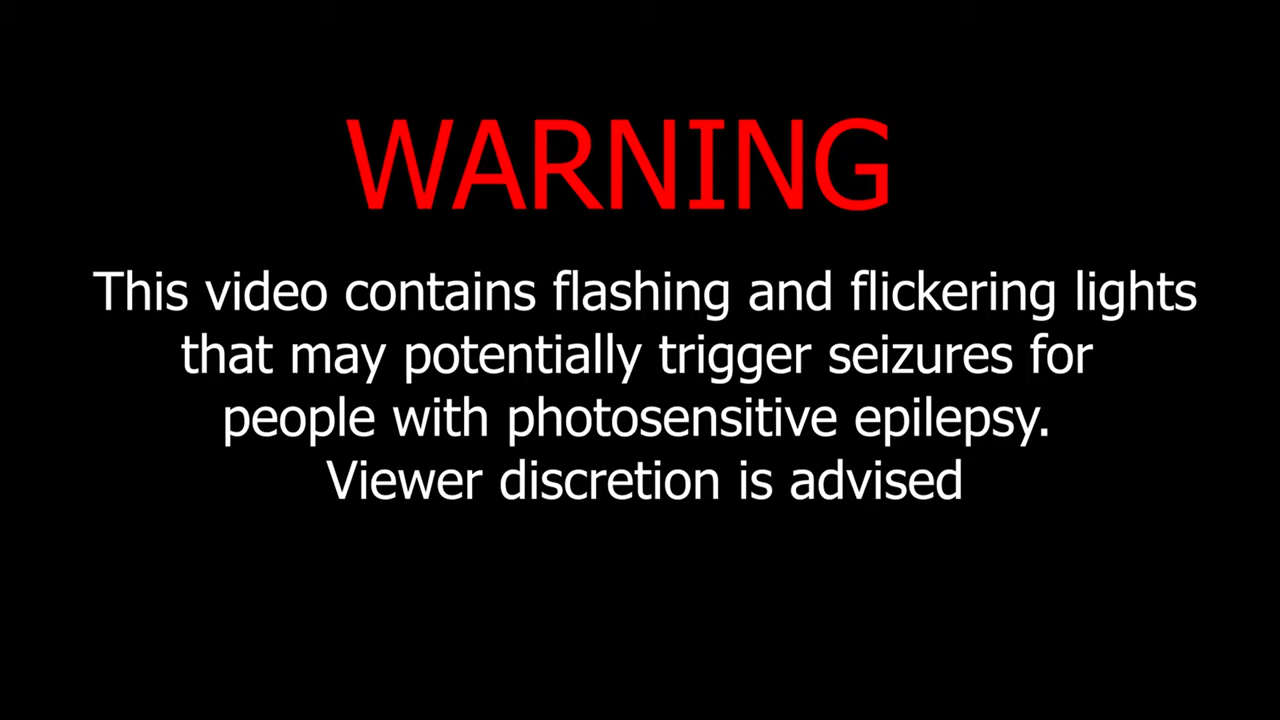 WARNING
This video contains flashing and flickering lights
that may potentially trigger seizures for
people with photosensitive epilepsy.
Viewer discretion is advised